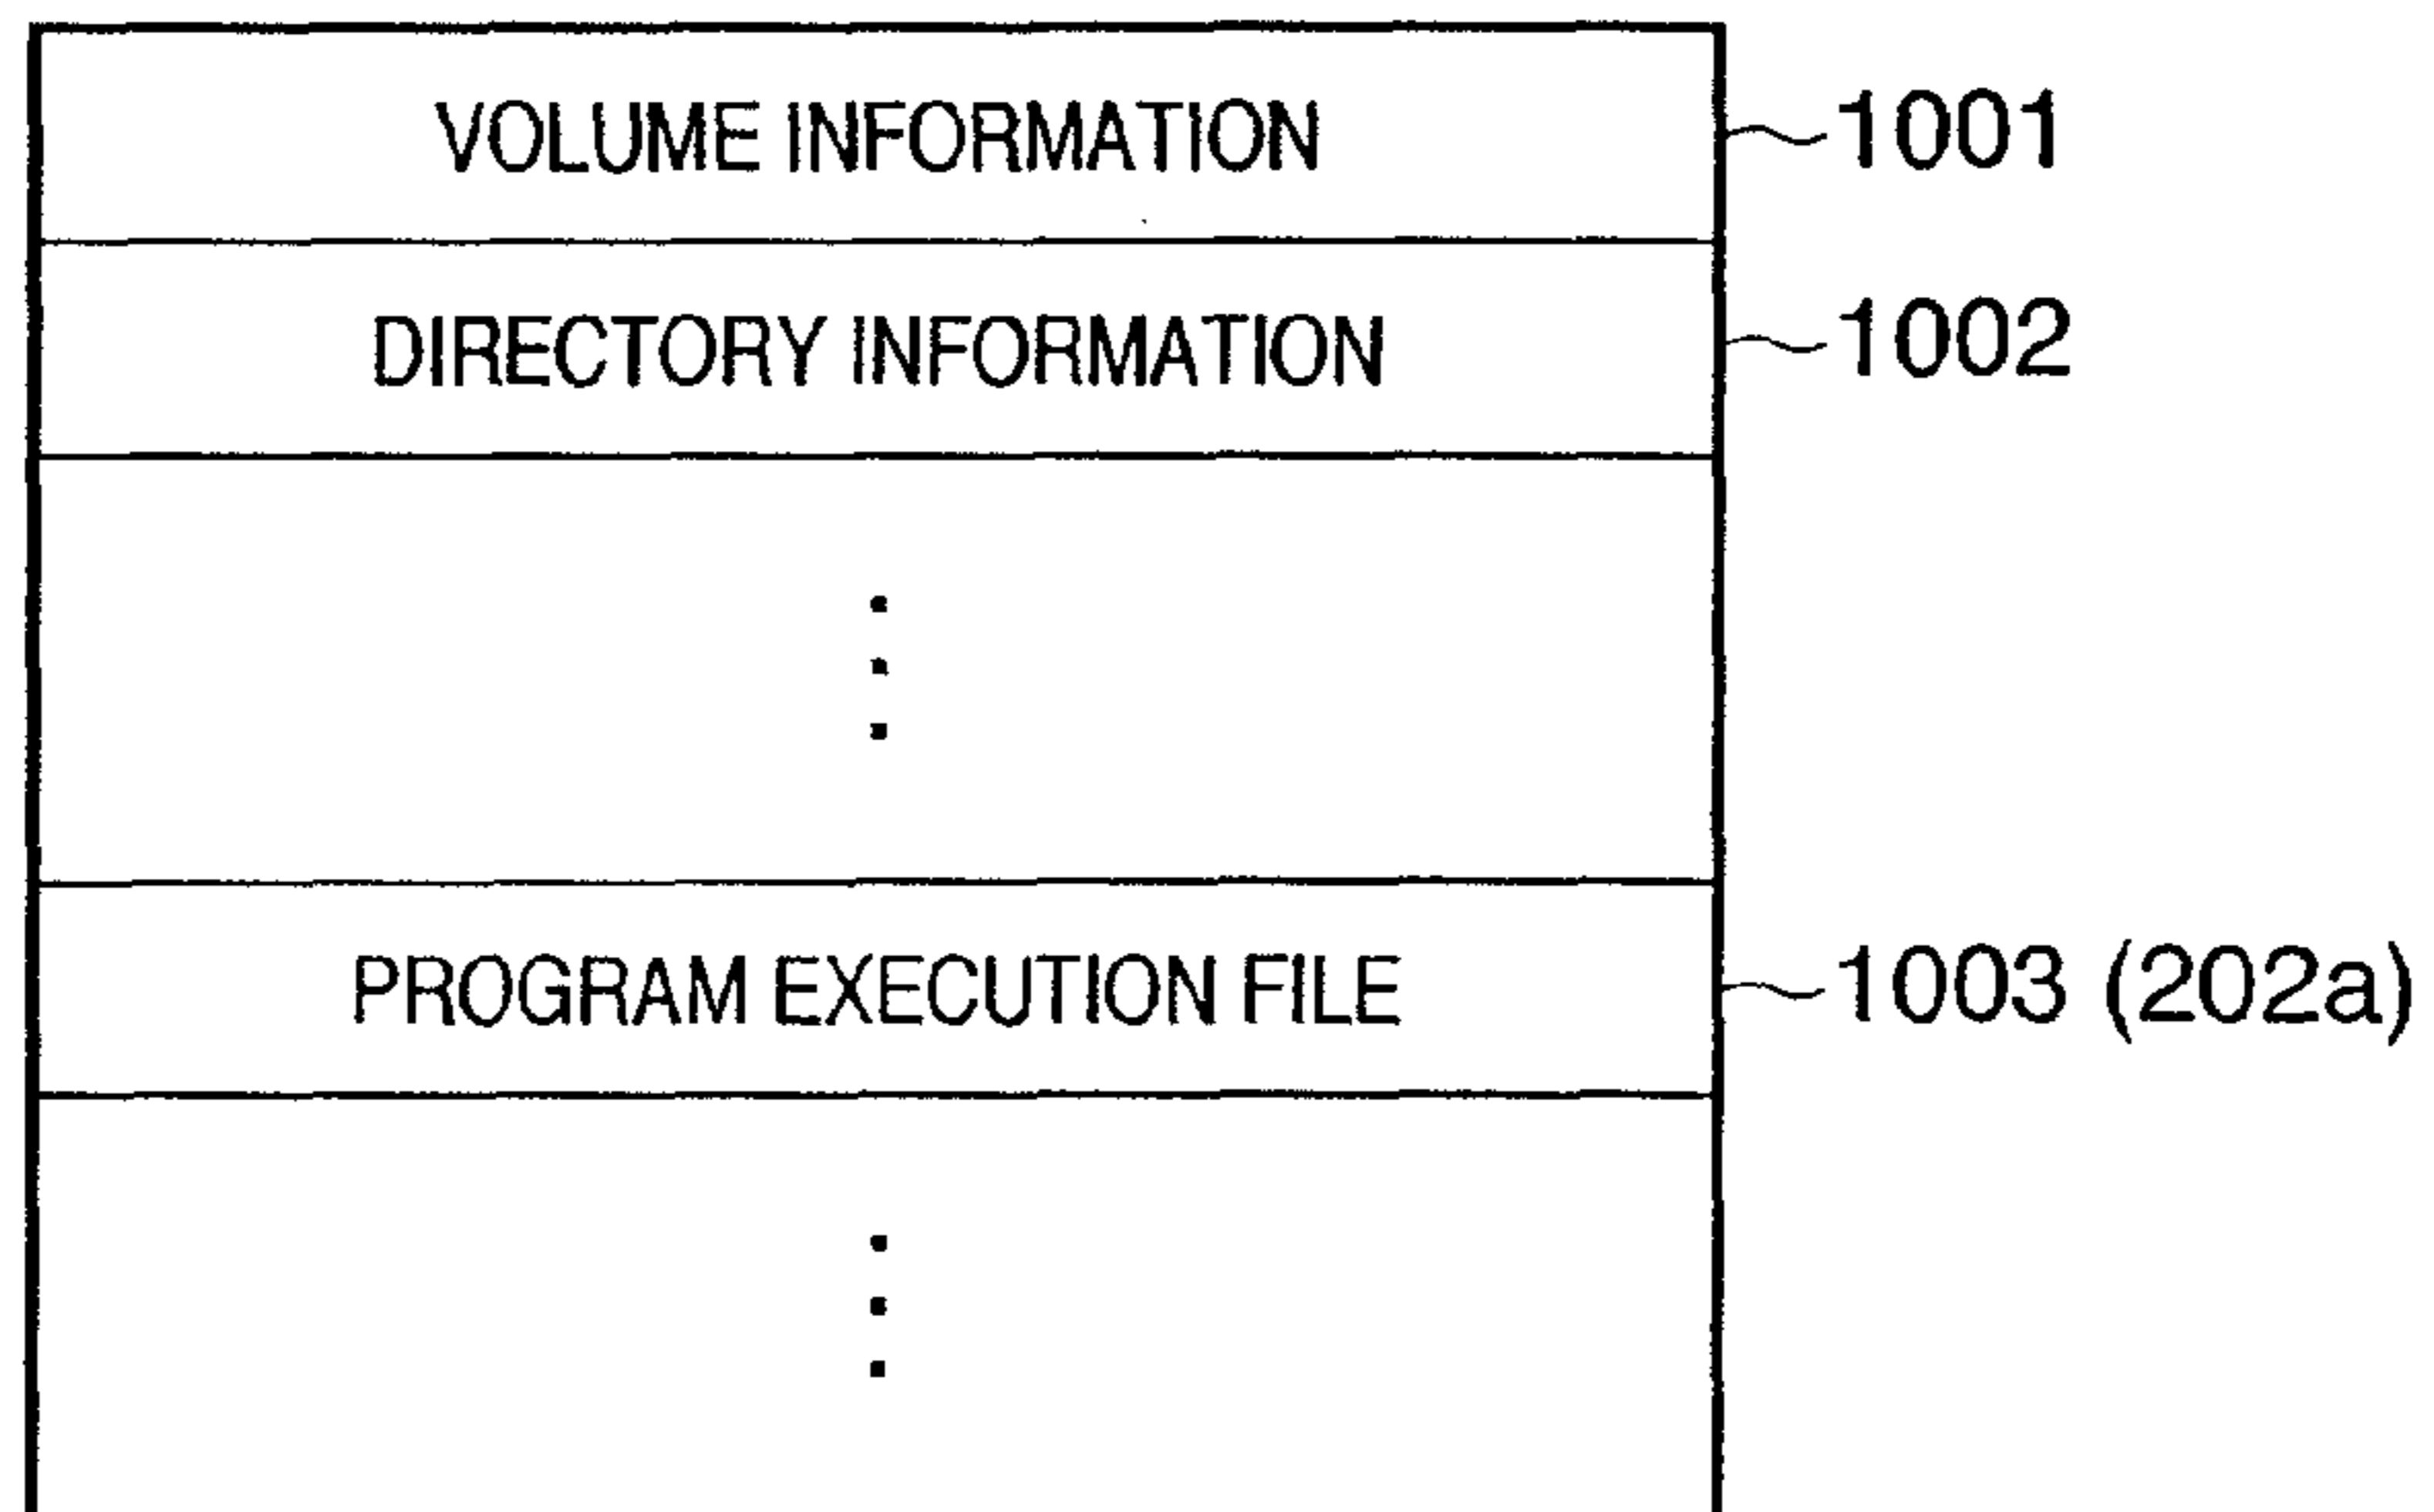 VOLUME INFORMATION 1001
DIRECTORY INFORMATION 1002
PROGRAM EXECUTION FILE 1003 (202a)